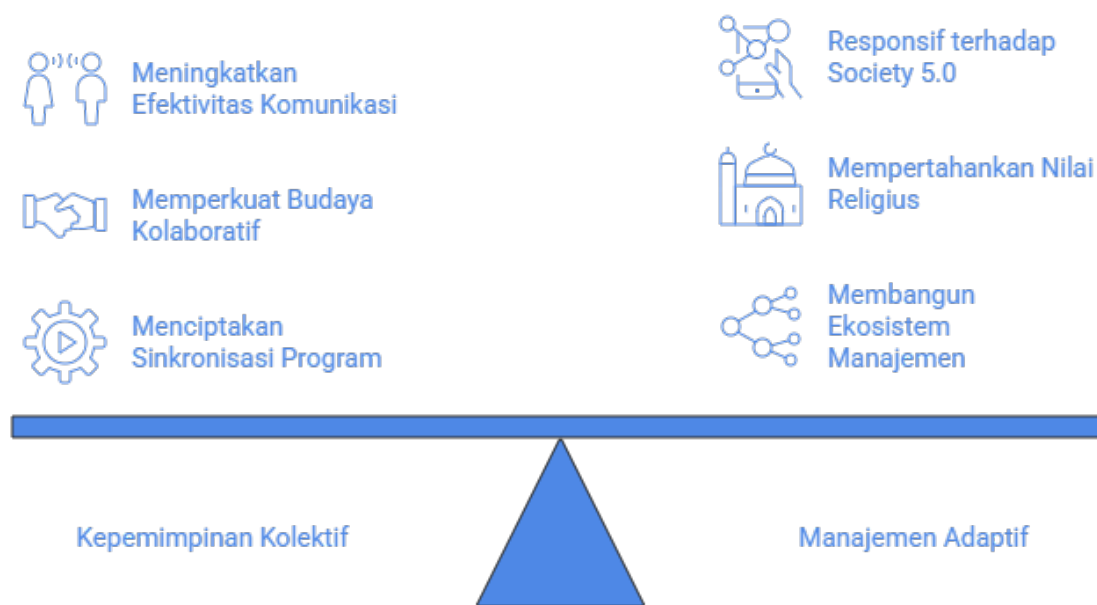 Meningkatkan
Efektivitas Komunikasi
Memperkuat Budaya
Kolaboratif
Menciptakan
Sinkronisasi Program
Kepemimpinan Kolektif
Responsif terhadap
Society 5.0
Mempertahankan Nilai
Religius
Membangun
Ekosistem
Manajemen
Manajemen Adaptif